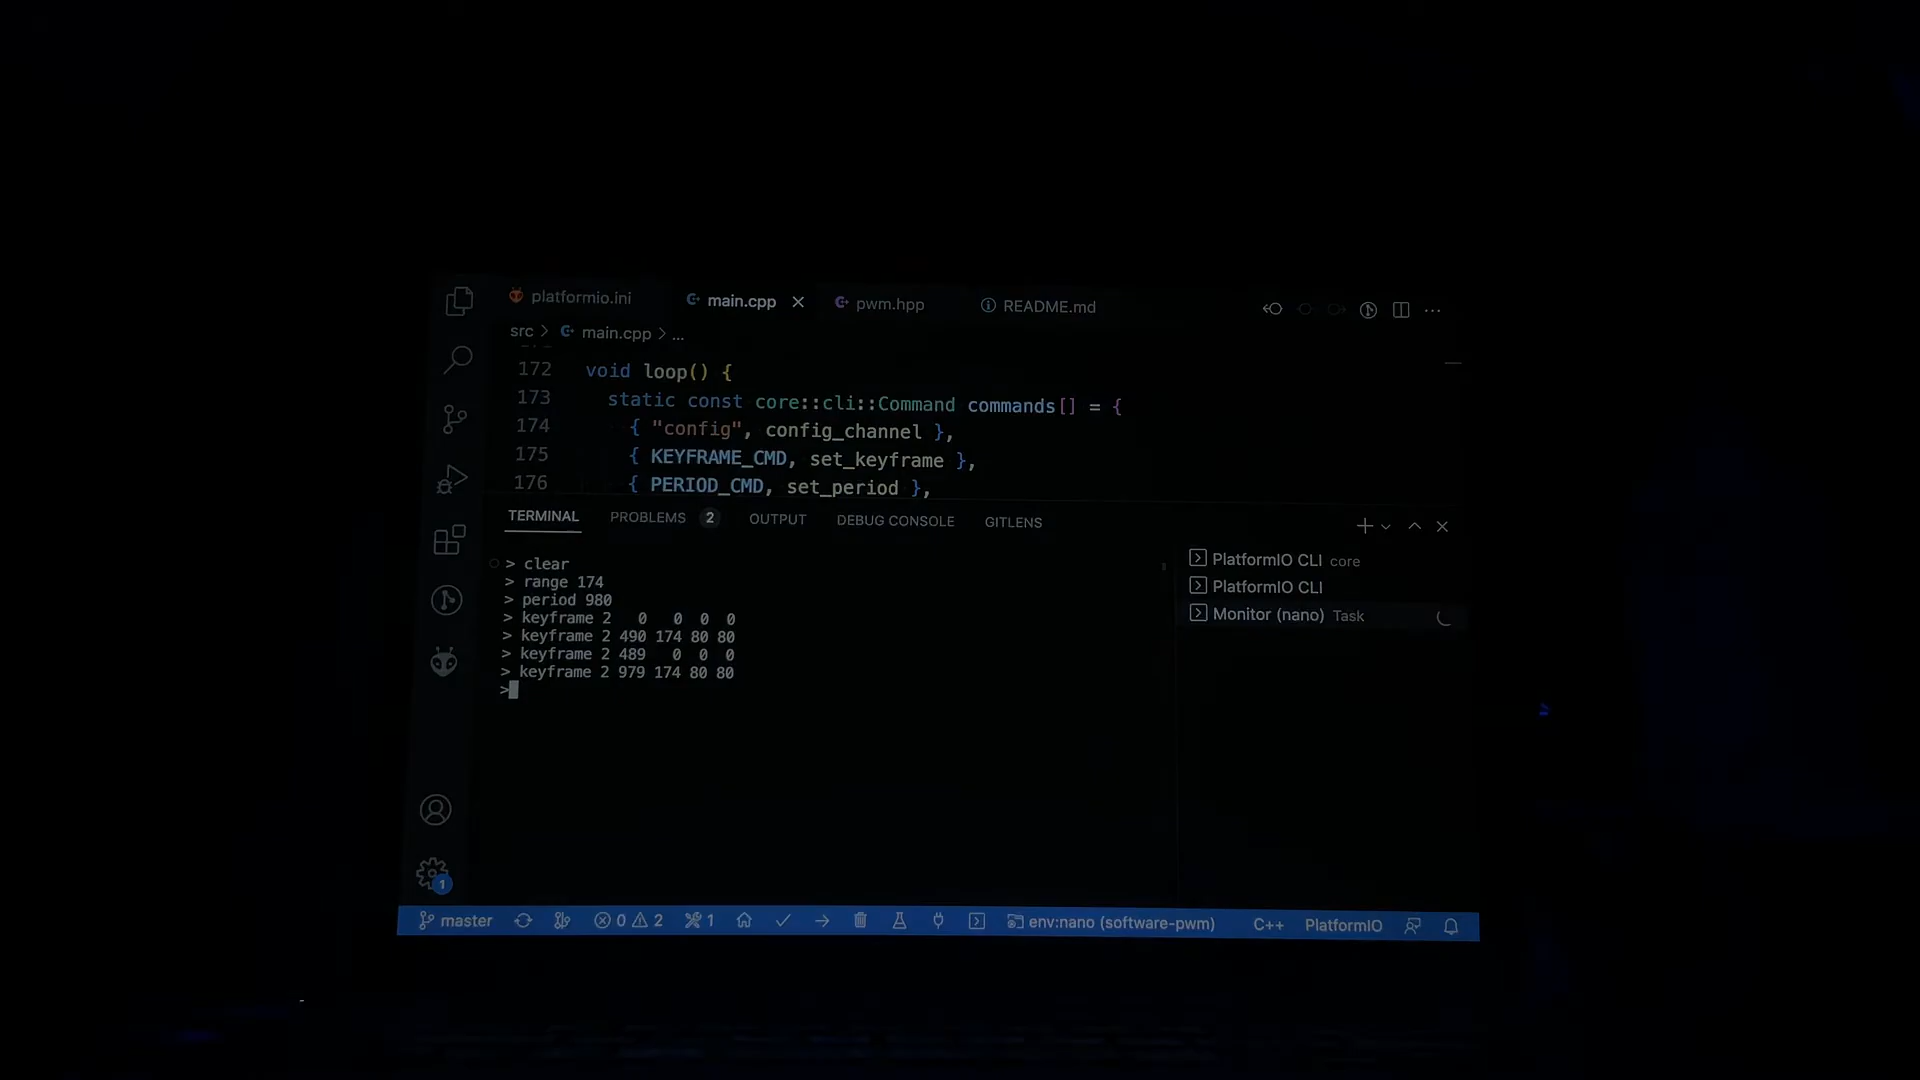 platformio.ini main.cpp pwm.hpp README.md
src > main.cpp > ...
172 void loop() {
173 static const core::cli::Command commands[] = {
174 { "config", config_channel },
175 { KEYFRAME_CMD, set_keyframe },
176 { PERIOD_CMD, set_period },
TERMINAL PROBLEMS 2 OUTPUT DEBUG CONSOLE GITLENS
> clear
> range 174
> period 980
> keyframe 2 0 0 0 0
> keyframe 2 490 174 80 80
> keyframe 2 489 0 0 0
> keyframe 2 979 174 80 80
>
PlatformIO CLI core
PlatformIO CLI
Monitor (nano) Task
1
master 0 2 1 env:nano (software-pwm) C++ PlatformIO